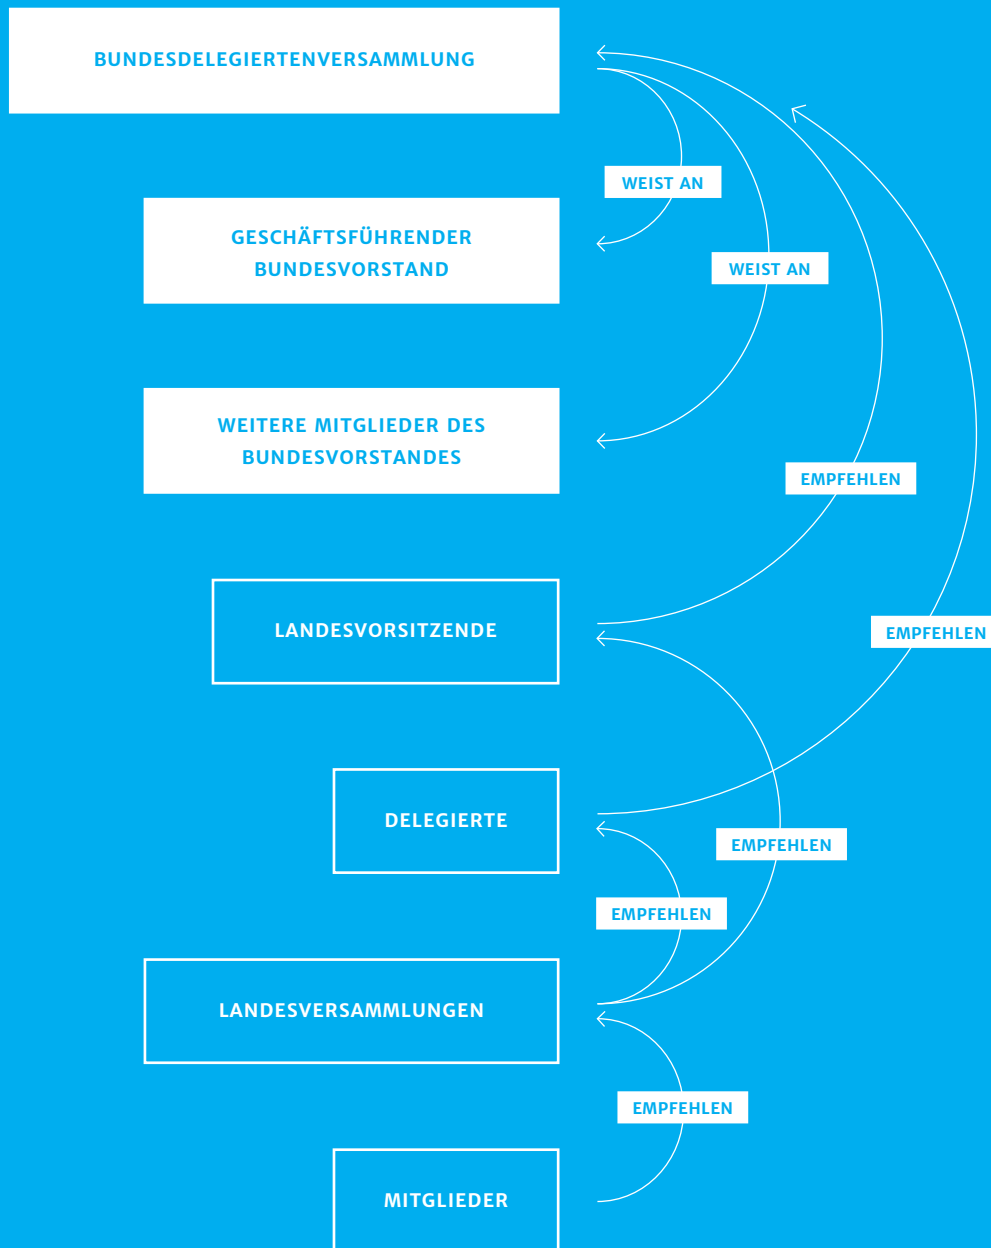 BUNDESDELEGIERTENVERSAMMLUNG
WEIST AN
GESCHÄFTSFÜHRENDER
BUNDESVORSTAND
WEIST AN
WEITERE MITGLIEDER DES
BUNDESVORSTANDES
EMPFEHLEN
LANDESVORSITZENDE
EMPFEHLEN
DELEGIERTE
EMPFEHLEN
EMPFEHLEN
LANDESVERSAMMLUNGEN
EMPFEHLEN
MITGLIEDER